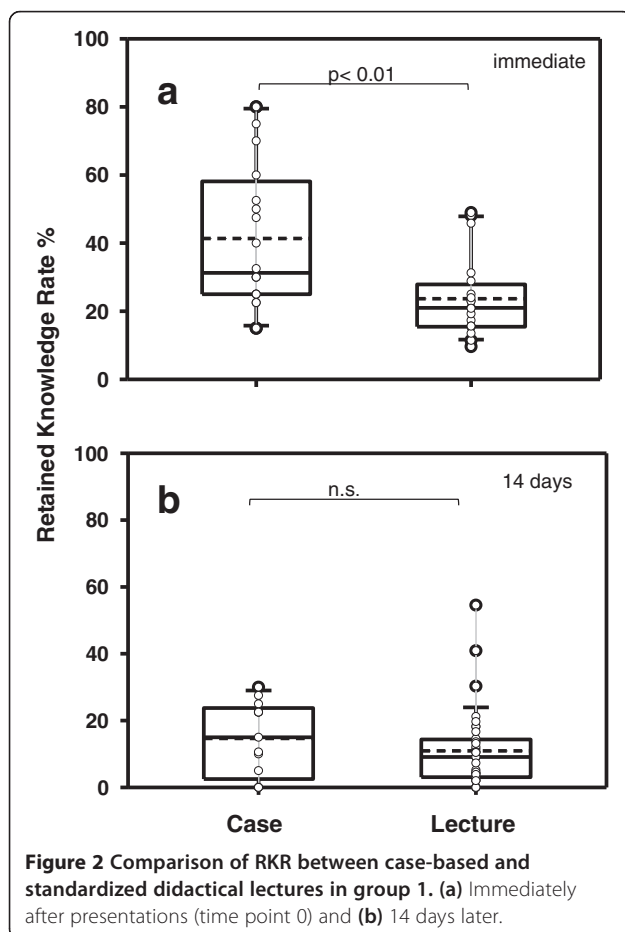 100
80
60
40
20
0
a
p< 0.01
immediate
Retained Knowledge Rate %
100
80
60
40
20
0
b
n.s.
14 days
Case Lecture
Figure 2 Comparison of RKR between case-based and
standardized didactical lectures in group 1. (a) Immediately
after presentations (time point 0) and (b) 14 days later.